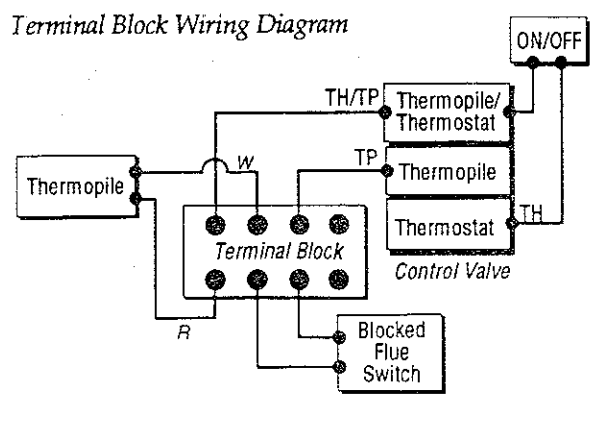 Terminal Block Wiring Diagram
ON/OFF
TH/TP
Thermopile/
Thermostat
W
TP
Thermopile
Thermopile
Thermostat
TH
Terminal Block
Control Valve
R
Blocked
Flue
Switch